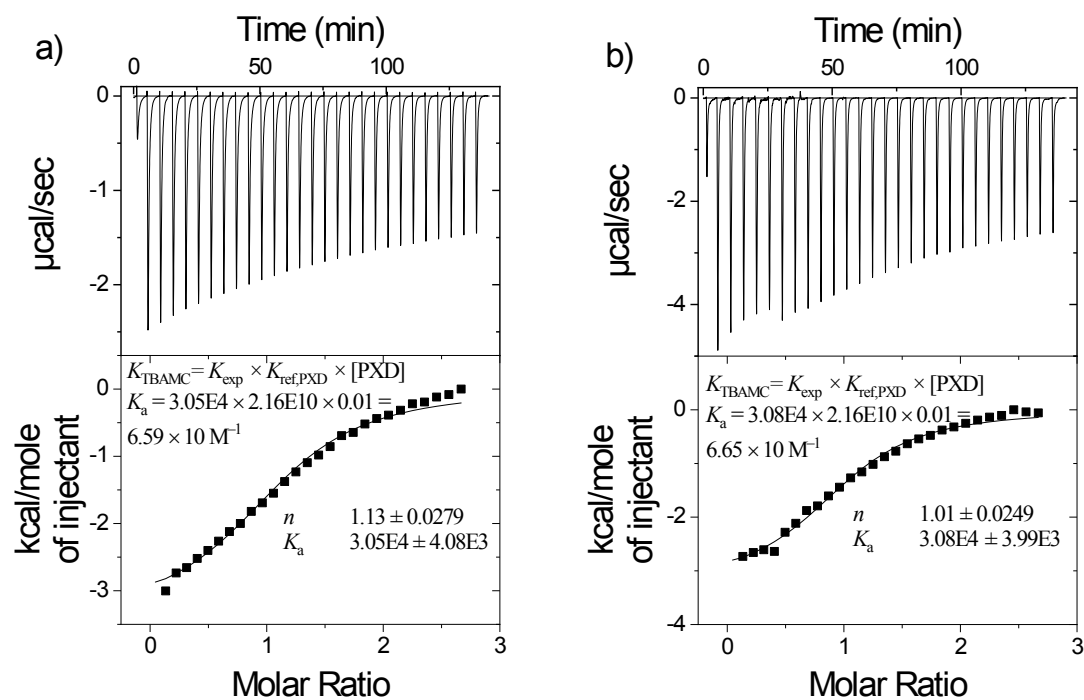 a)
Time (min)
0 50 100
0
-1
-2
µcal/sec
K_TBAMC = K_exp × K_ref,PXD × [PXD]
K_a = 3.05E4 × 2.16E10 × 0.01 =
6.59 × 10 M⁻¹
n 1.13 ± 0.0279
K_a 3.05E4 ± 4.08E3
0
-1
-2
-3
kcal/mole
of injectant
0 1 2 3
Molar Ratio
b)
Time (min)
0 50 100
0
-2
-4
µcal/sec
K_TBAMC = K_exp × K_ref,PXD × [PXD]
K_a = 3.08E4 × 2.16E10 × 0.01 =
6.65 × 10 M⁻¹
n 1.01 ± 0.0249
K_a 3.08E4 ± 3.99E3
0
-2
-4
kcal/mole
of injectant
0 1 2 3
Molar Ratio